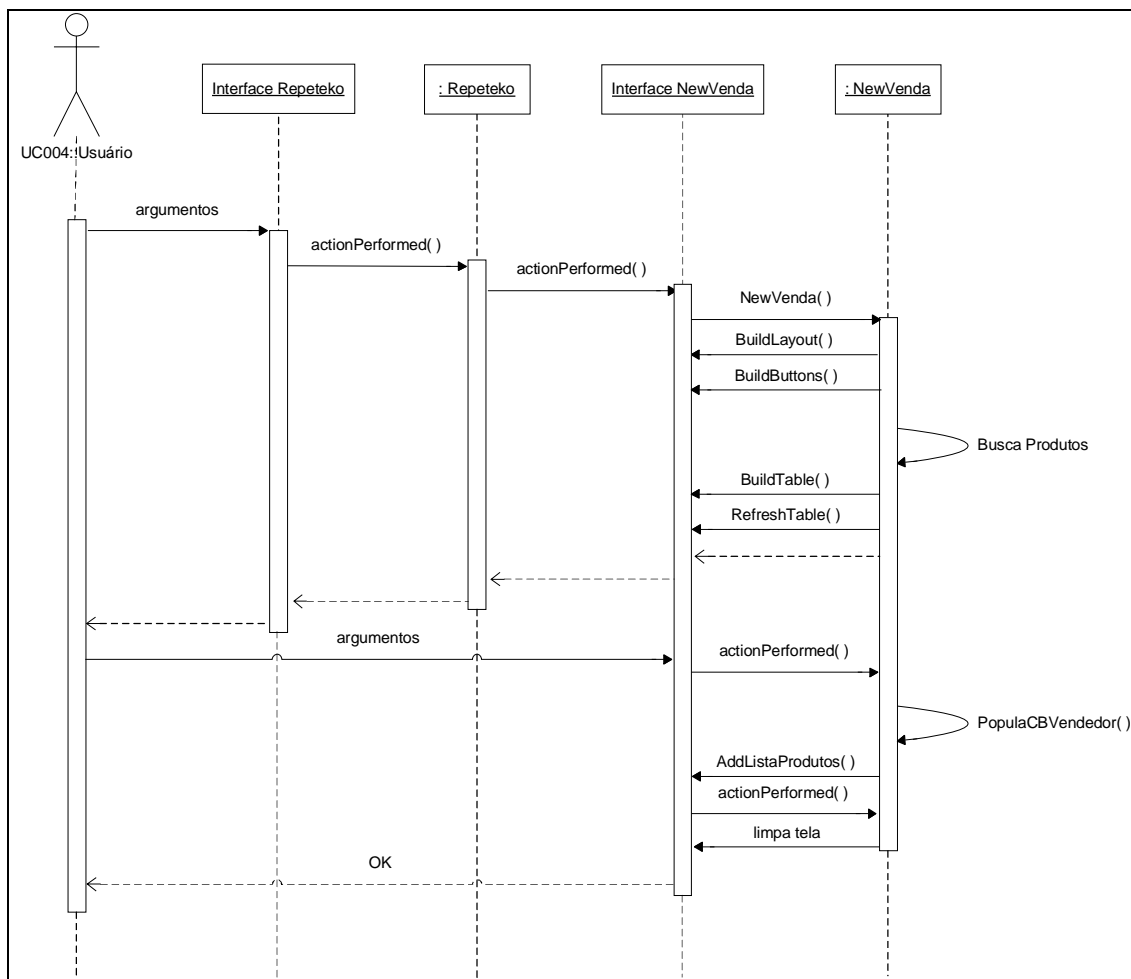 Interface Repeteko
: Repeteko
Interface NewVenda
: NewVenda
UC004::Usuário
argumentos
actionPerformed( )
actionPerformed( )
NewVenda( )
BuildLayout( )
BuildButtons( )
Busca Produtos
BuildTable( )
RefreshTable( )
argumentos
actionPerformed( )
PopulaCBVendedor( )
AddListaProdutos( )
actionPerformed( )
limpa tela
OK